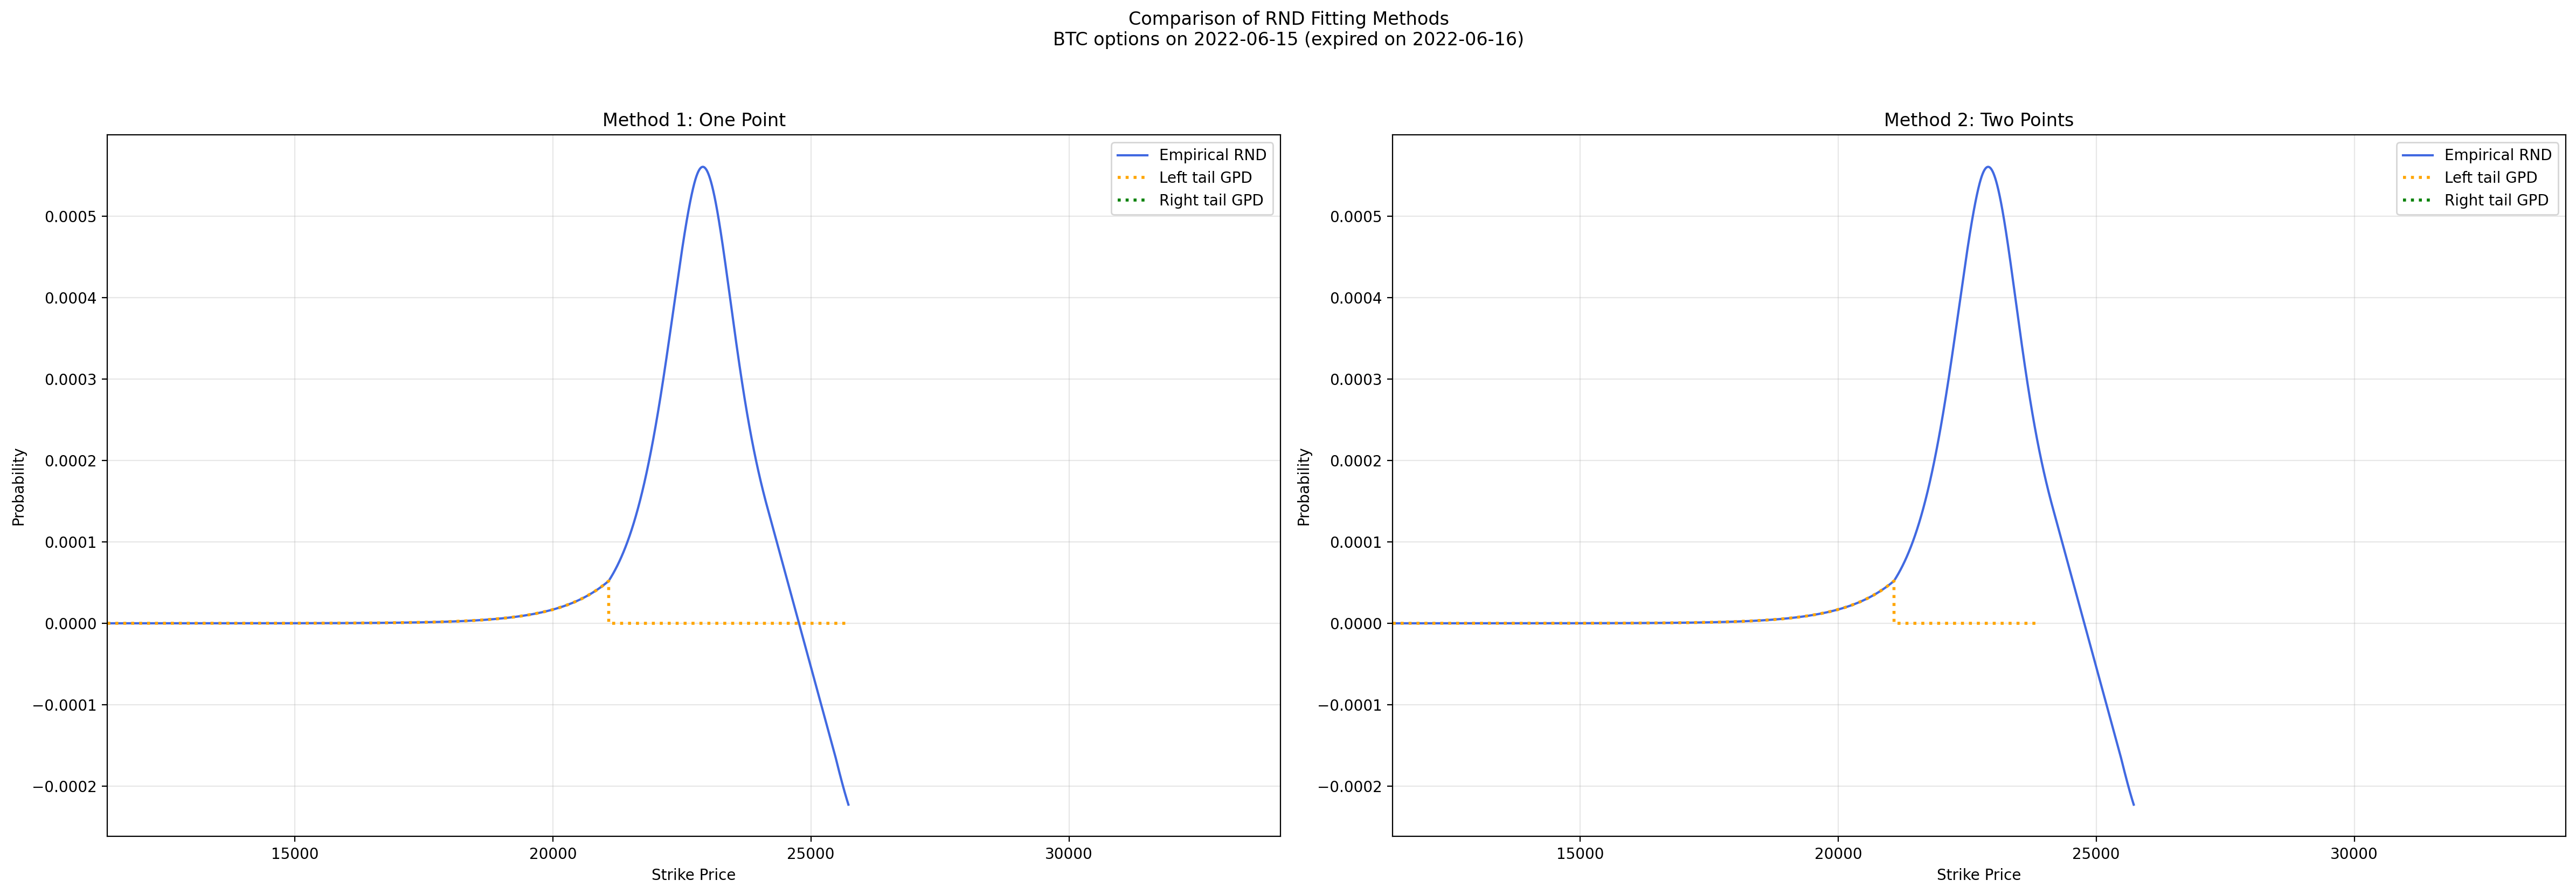 Comparison of RND Fitting Methods
BTC options on 2022-06-15 (expired on 2022-06-16)
Method 1: One Point
Empirical RND
Left tail GPD
Right tail GPD
0.0005
0.0004
0.0003
0.0002
0.0001
0.0000
−0.0001
−0.0002
Probability
15000
20000
25000
30000
Strike Price
Method 2: Two Points
Empirical RND
Left tail GPD
Right tail GPD
0.0005
0.0004
0.0003
0.0002
0.0001
0.0000
−0.0001
−0.0002
Probability
15000
20000
25000
30000
Strike Price